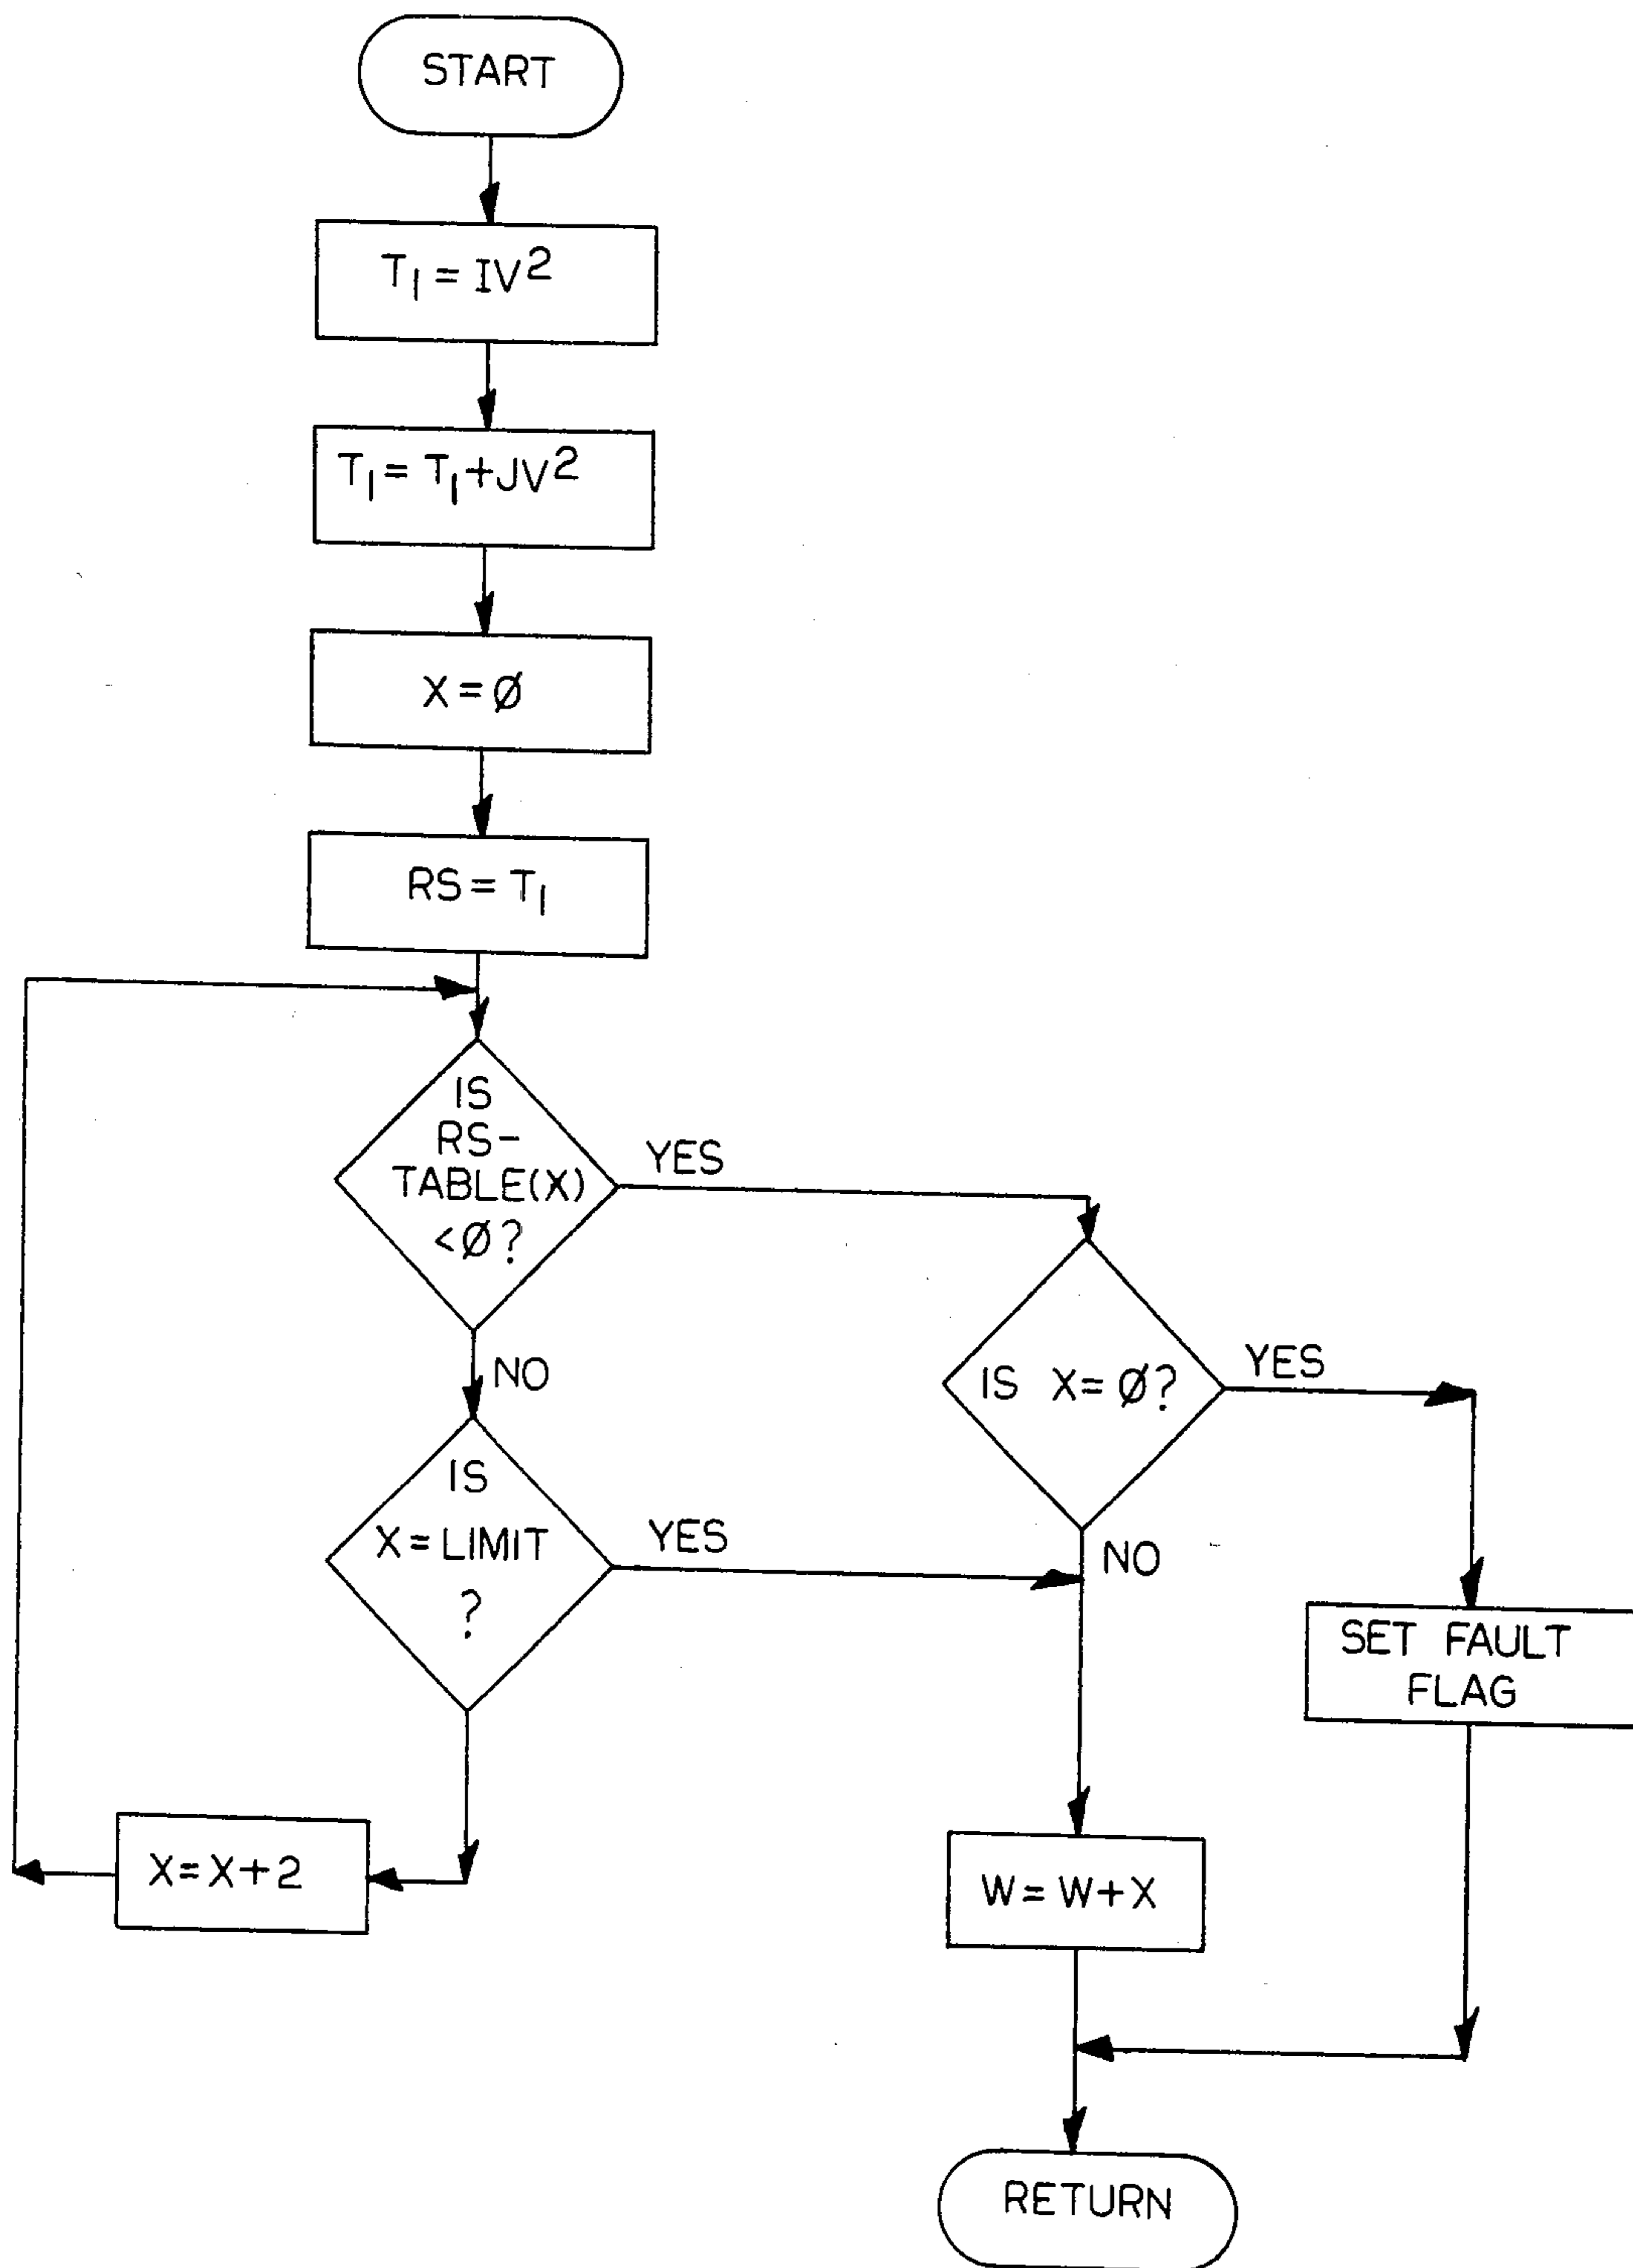 START
T₁ = IV²
T₁ = T₁+JV²
X = Ø
RS = T₁
IS
RS-
TABLE(X)
<Ø?
YES
NO
IS X= Ø?
YES
NO
IS
X = LIMIT
?
YES
SET FAULT
FLAG
X=X+2
W=W+X
RETURN